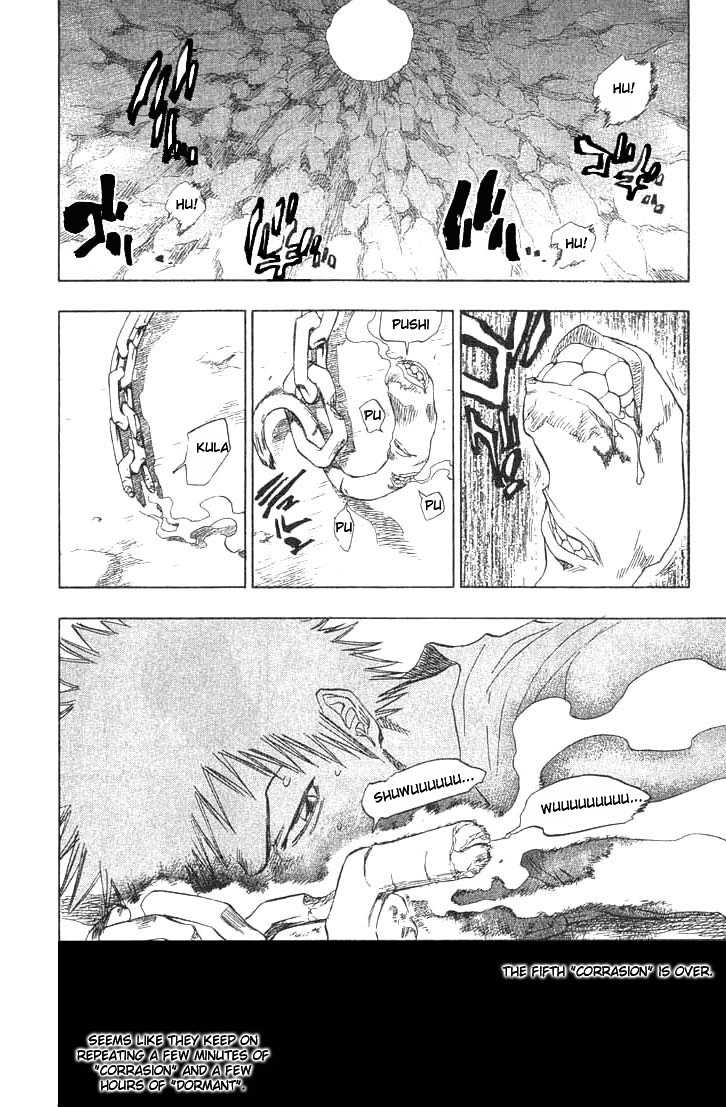 HU!
HU!
HU!
PUSHI
PU
PU
PU
KULA
SHUWUUUUUU...
WUUUUUUUUU...
THE FIFTH "CORRASION" IS OVER.
SEEMS LIKE THEY KEEP ON
REPEATING A FEW MINUTES OF
"CORRASION" AND A FEW
HOURS OF "DORMANT".